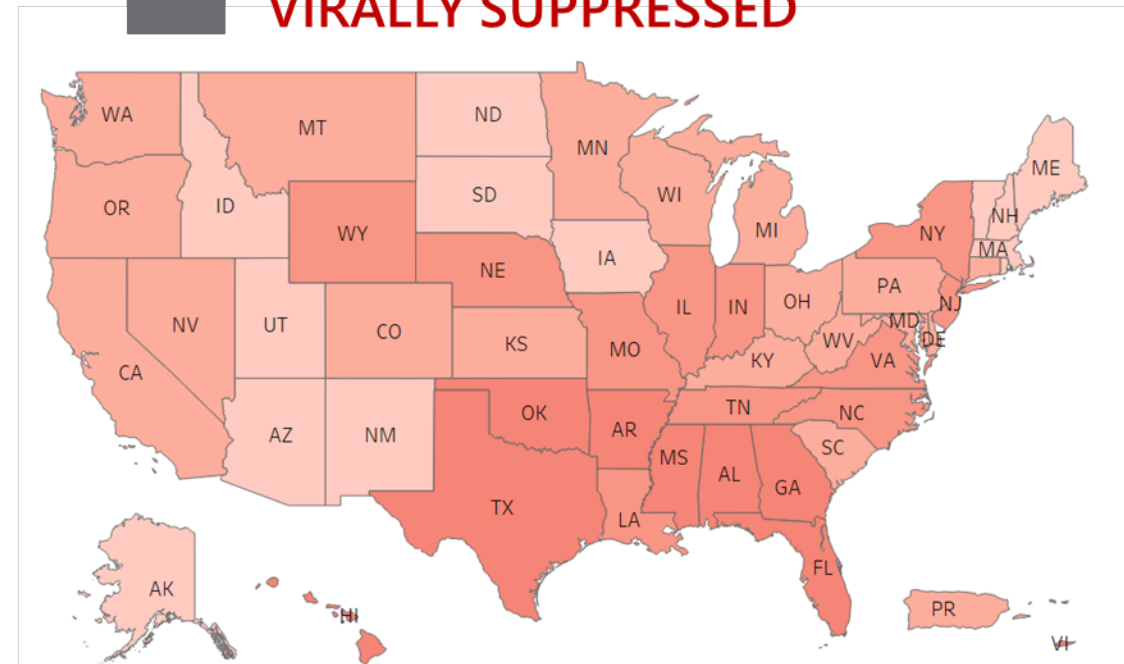 VIRALLY SUPPRESSED
WA
MT
ND
MN
ME
OR
ID
SD
WI
MI
NH
NY
WY
IA
MA
NE
PA
NV
UT
CO
KS
IL
IN
OH
NJ
MD
DE
WV
VA
CA
MO
KY
AZ
NM
OK
AR
TN
NC
SC
MS
AL
GA
TX
LA
FL
AK
HI
PR
VI